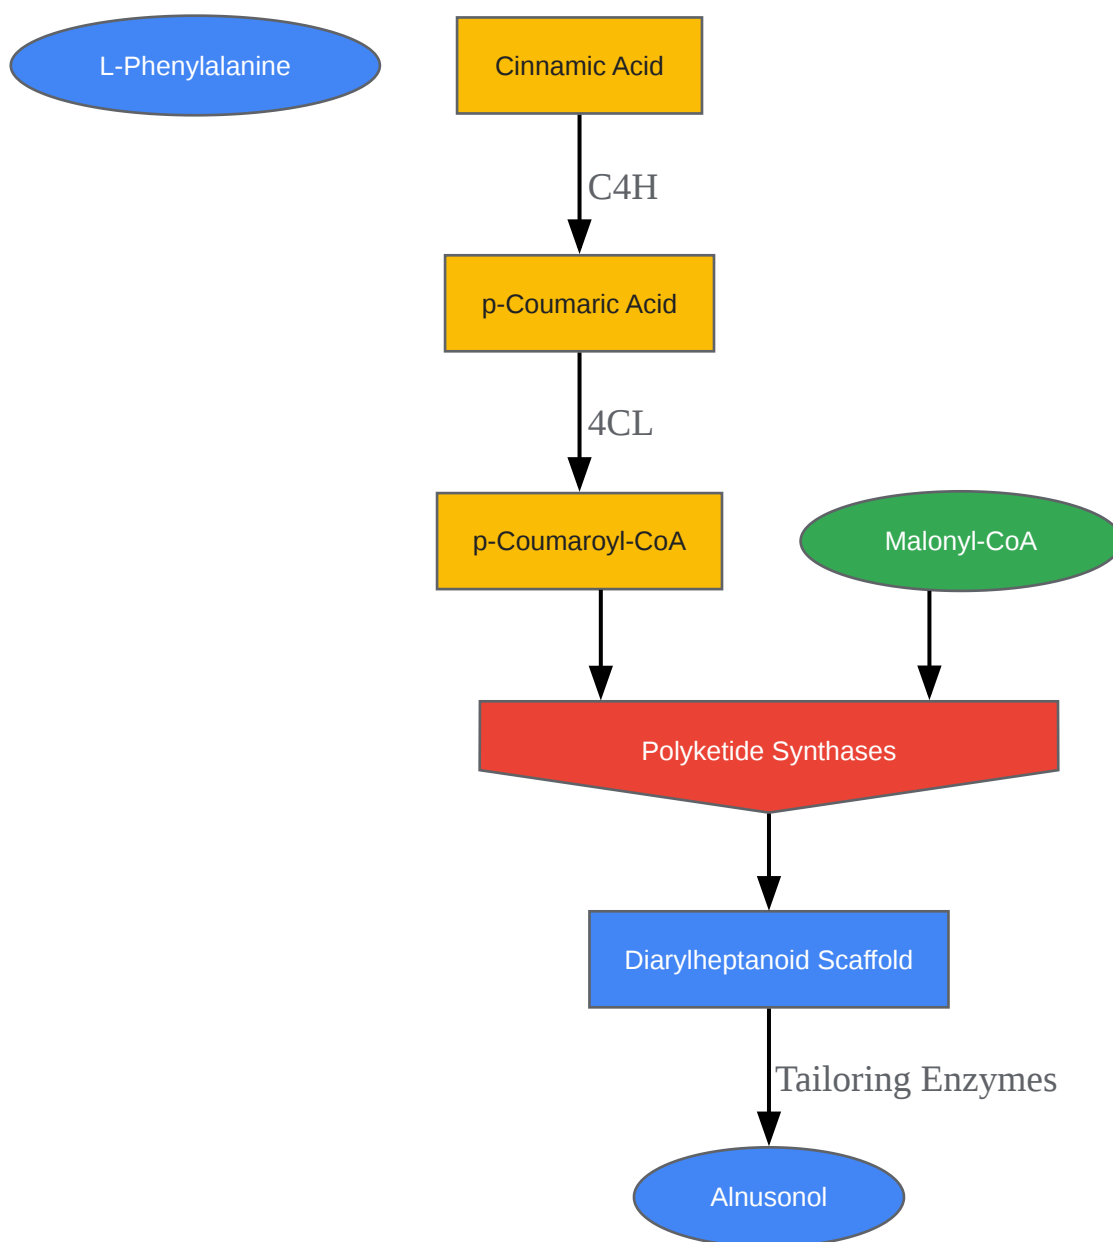 L-Phenylalanine
Cinnamic Acid
C4H
p-Coumaric Acid
4CL
p-Coumaroyl-CoA
Malonyl-CoA
Polyketide Synthases
Diarylheptanoid Scaffold
Tailoring Enzymes
Alnusonol